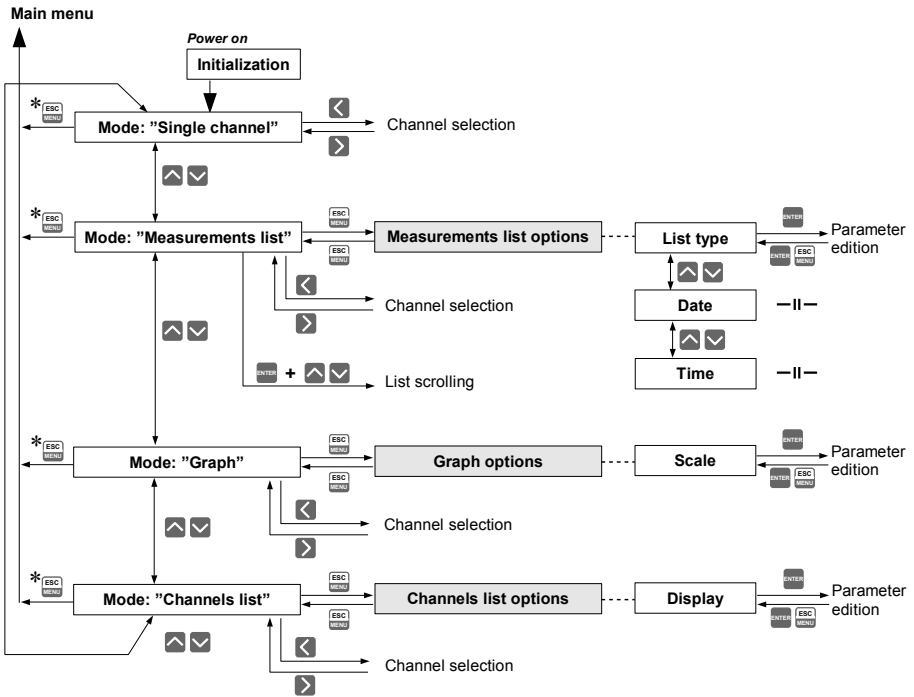 Main menu
Power on
Initialization
* ESC MENU
Mode: ”Single channel”
Channel selection
* ESC MENU
Mode: ”Measurements list”
ESC MENU
ESC MENU
Measurements list options
List type
ENTER
ENTER ESC MENU
Parameter
edition
Channel selection
Date
—II—
ENTER +
List scrolling
Time
—II—
* ESC MENU
Mode: ”Graph”
ESC MENU
ESC MENU
Graph options
Scale
ENTER
ENTER ESC MENU
Parameter
edition
Channel selection
* ESC MENU
Mode: ”Channels list”
ESC MENU
ESC MENU
Channels list options
Display
ENTER
ENTER ESC MENU
Parameter
edition
Channel selection